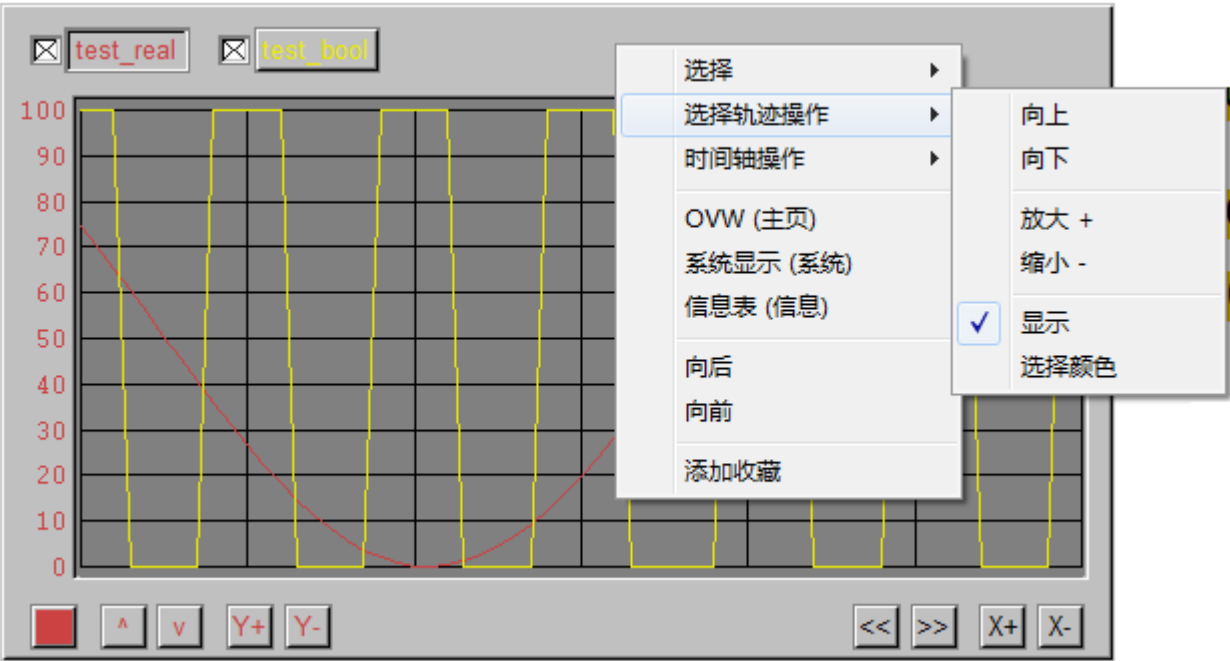 test_real
test_bool
100
90
80
70
60
50
40
30
20
10
0
选择
选择轨迹操作
时间轴操作
OVW (主页)
系统显示 (系统)
信息表 (信息)
向后
向前
添加收藏
向上
向下
放大 +
缩小 -
显示
选择颜色
^ v Y+ Y- << >> X+ X-